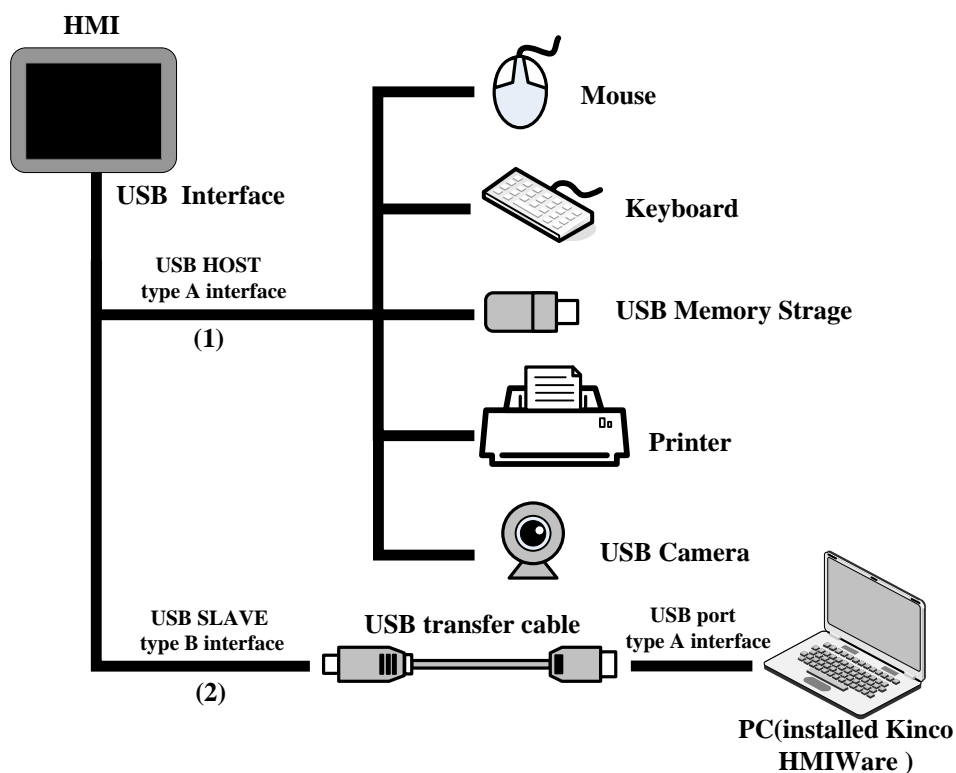 HMI
Mouse
USB Interface
Keyboard
USB HOST
type A interface
(1)
USB Memory Strage
Printer
USB Camera
USB SLAVE
type B interface
(2)
USB transfer cable
USB port
type A interface
PC(installed Kinco
HMIWare )